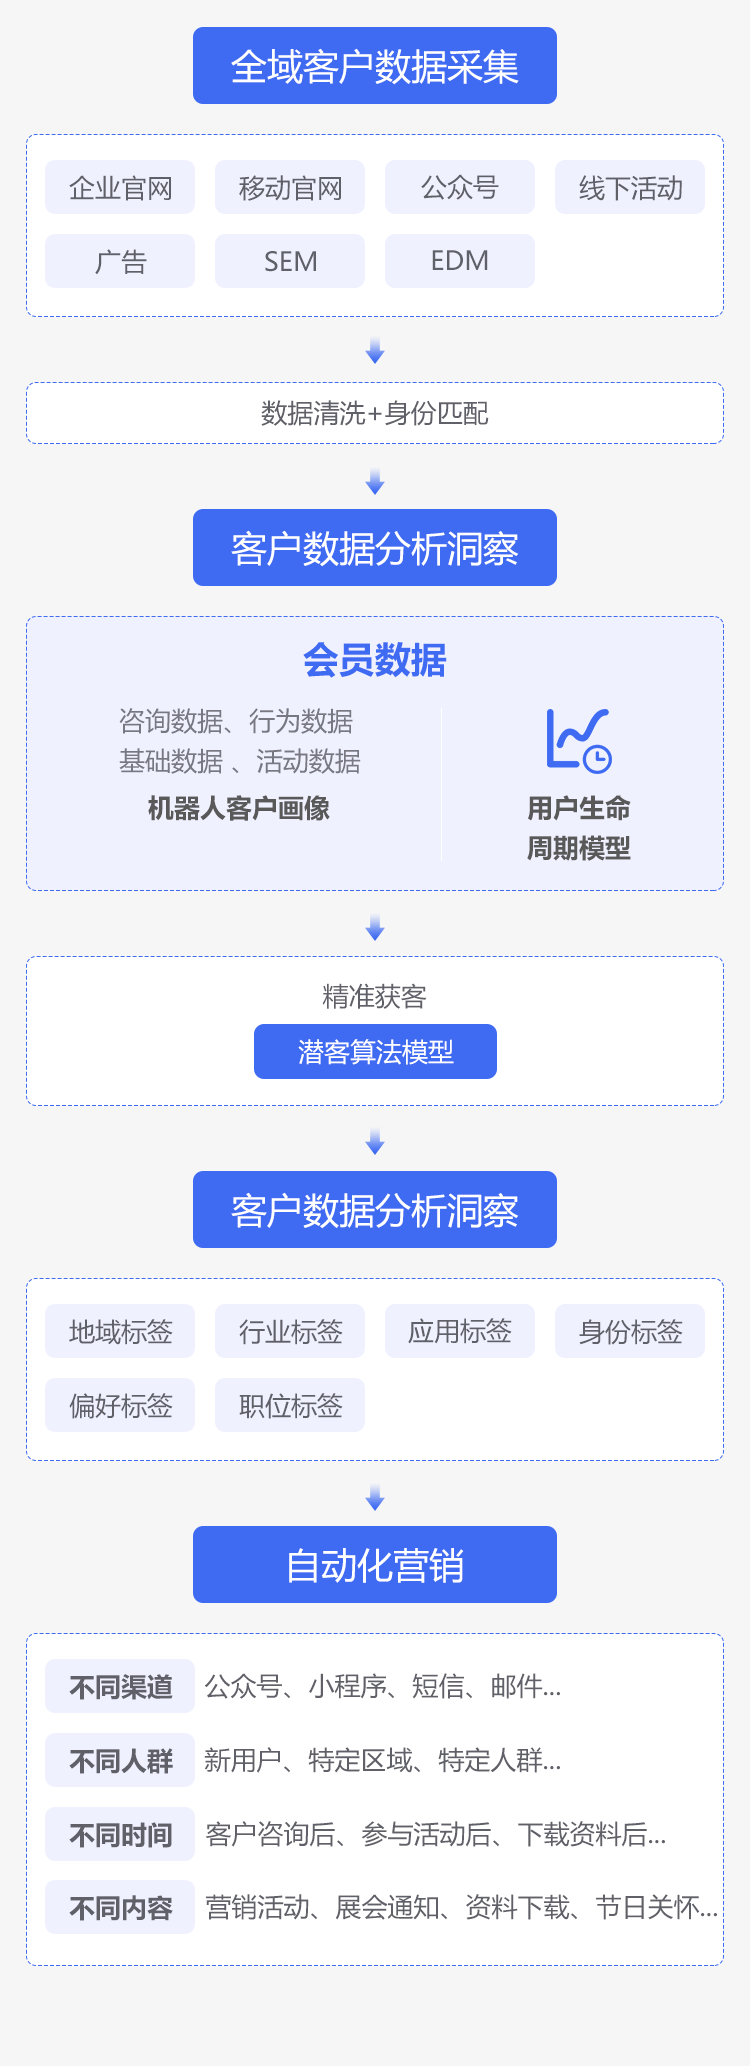 全域客户数据采集
企业官网 移动官网 公众号 线下活动
广告 SEM EDM
数据清洗+身份匹配
客户数据分析洞察
会员数据
咨询数据、行为数据
基础数据 、活动数据
机器人客户画像
用户生命
周期模型
精准获客
潜客算法模型
客户数据分析洞察
地域标签 行业标签 应用标签 身份标签
偏好标签 职位标签
自动化营销
不同渠道 公众号、小程序、短信、邮件...
不同人群 新用户、特定区域、特定人群...
不同时间 客户咨询后、参与活动后、下载资料后...
不同内容 营销活动、展会通知、资料下载、节日关怀...